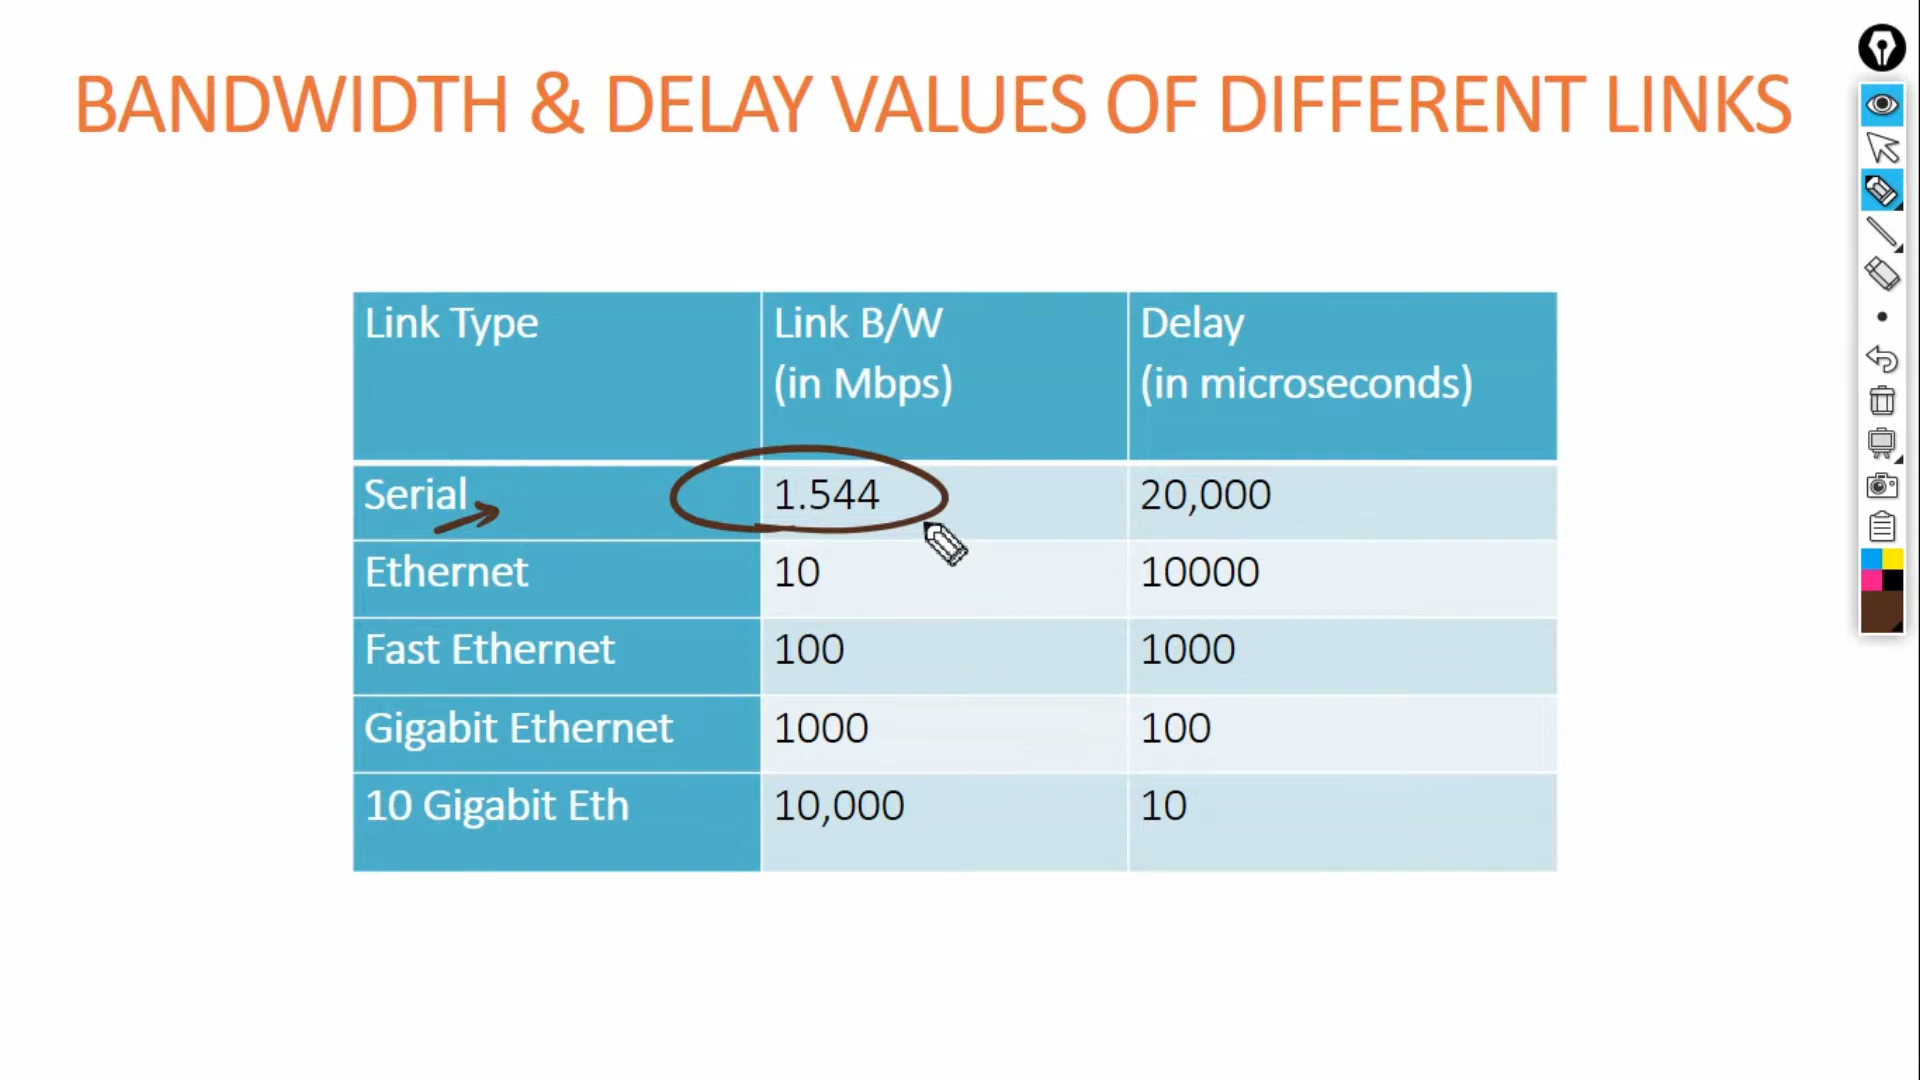 BANDWIDTH & DELAY VALUES OF DIFFERENT LINKS
Link Type
Link B/W
(in Mbps)
Delay
(in microseconds)
Serial
1.544
20,000
Ethernet
10
10000
Fast Ethernet
100
1000
Gigabit Ethernet
1000
100
10 Gigabit Eth
10,000
10